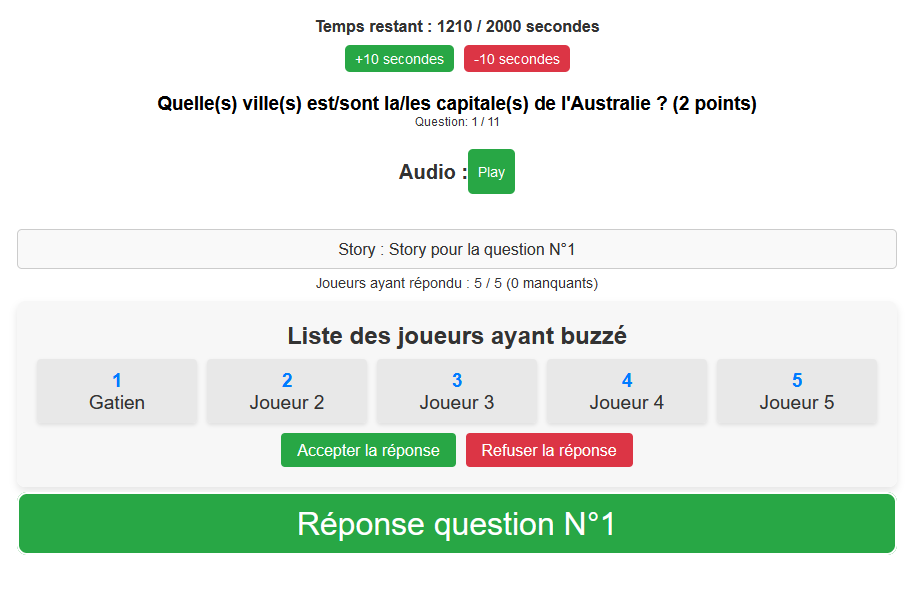 Temps restant : 1210 / 2000 secondes
+10 secondes -10 secondes
Quelle(s) ville(s) est/sont la/les capitale(s) de l'Australie ? (2 points)
Question: 1 / 11
Audio : Play
Story : Story pour la question N°1
Joueurs ayant répondu : 5 / 5 (0 manquants)
Liste des joueurs ayant buzzé
1 2 3 4 5
Gatien Joueur 2 Joueur 3 Joueur 4 Joueur 5
Accepter la réponse Refuser la réponse
Réponse question N°1